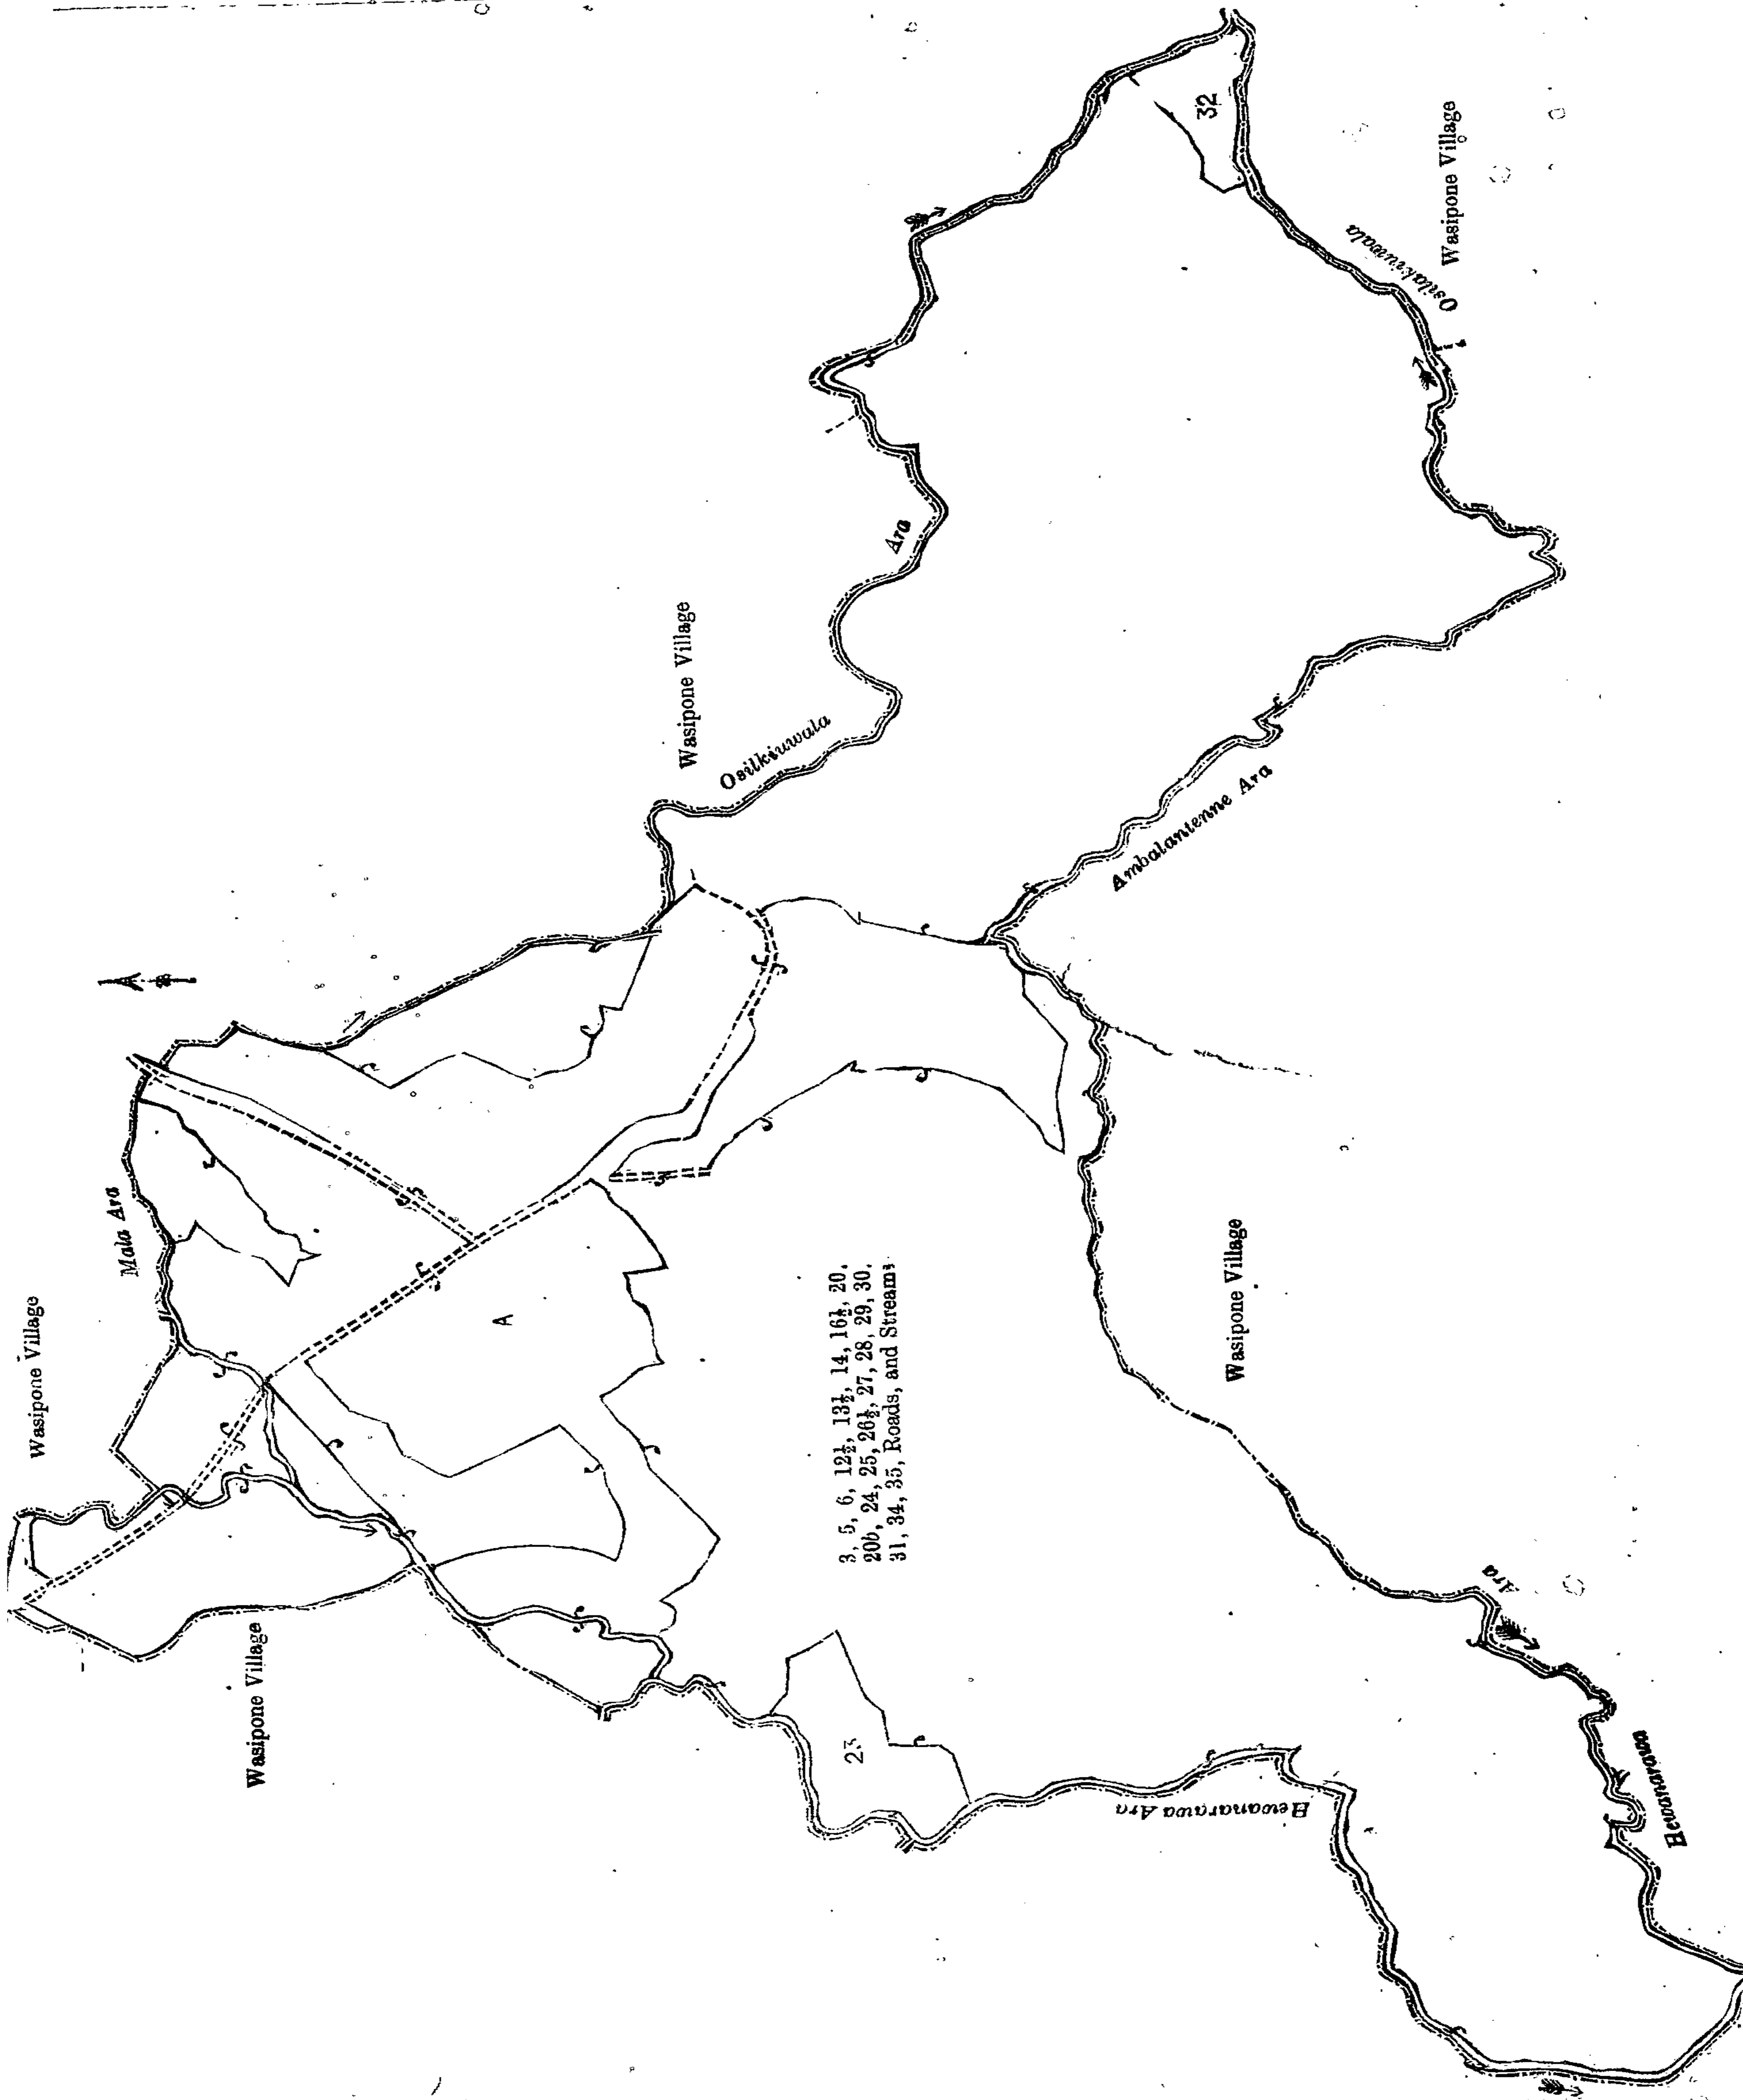 Wasipone Village
Mala Ara
Wasipone Village
A
Wasipone Village
Osilkiuwala
Ara
32
Wasipone Village
Osilakiuwala
Ambalantenne Ara
3, 5, 6, 12½, 13½, 14, 16½, 20,
20b, 24, 25, 26½, 27, 28, 29, 30,
31, 34, 35, Roads, and Streams
23
Wasipone Village
Hewanarawa Ara
Ara
Hewanarawa